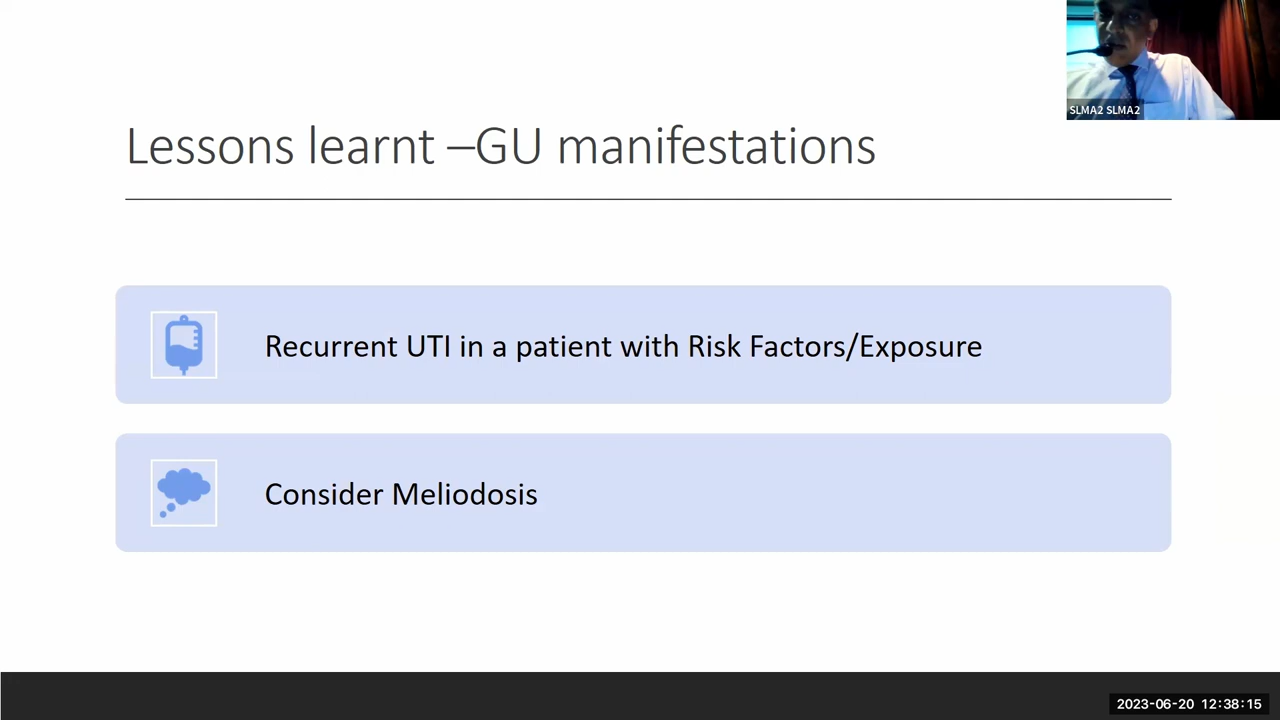 SLMA2 SLMA2
Lessons learnt –GU manifestations
Recurrent UTI in a patient with Risk Factors/Exposure
Consider Meliodosis
2023-06-20 12:38:15